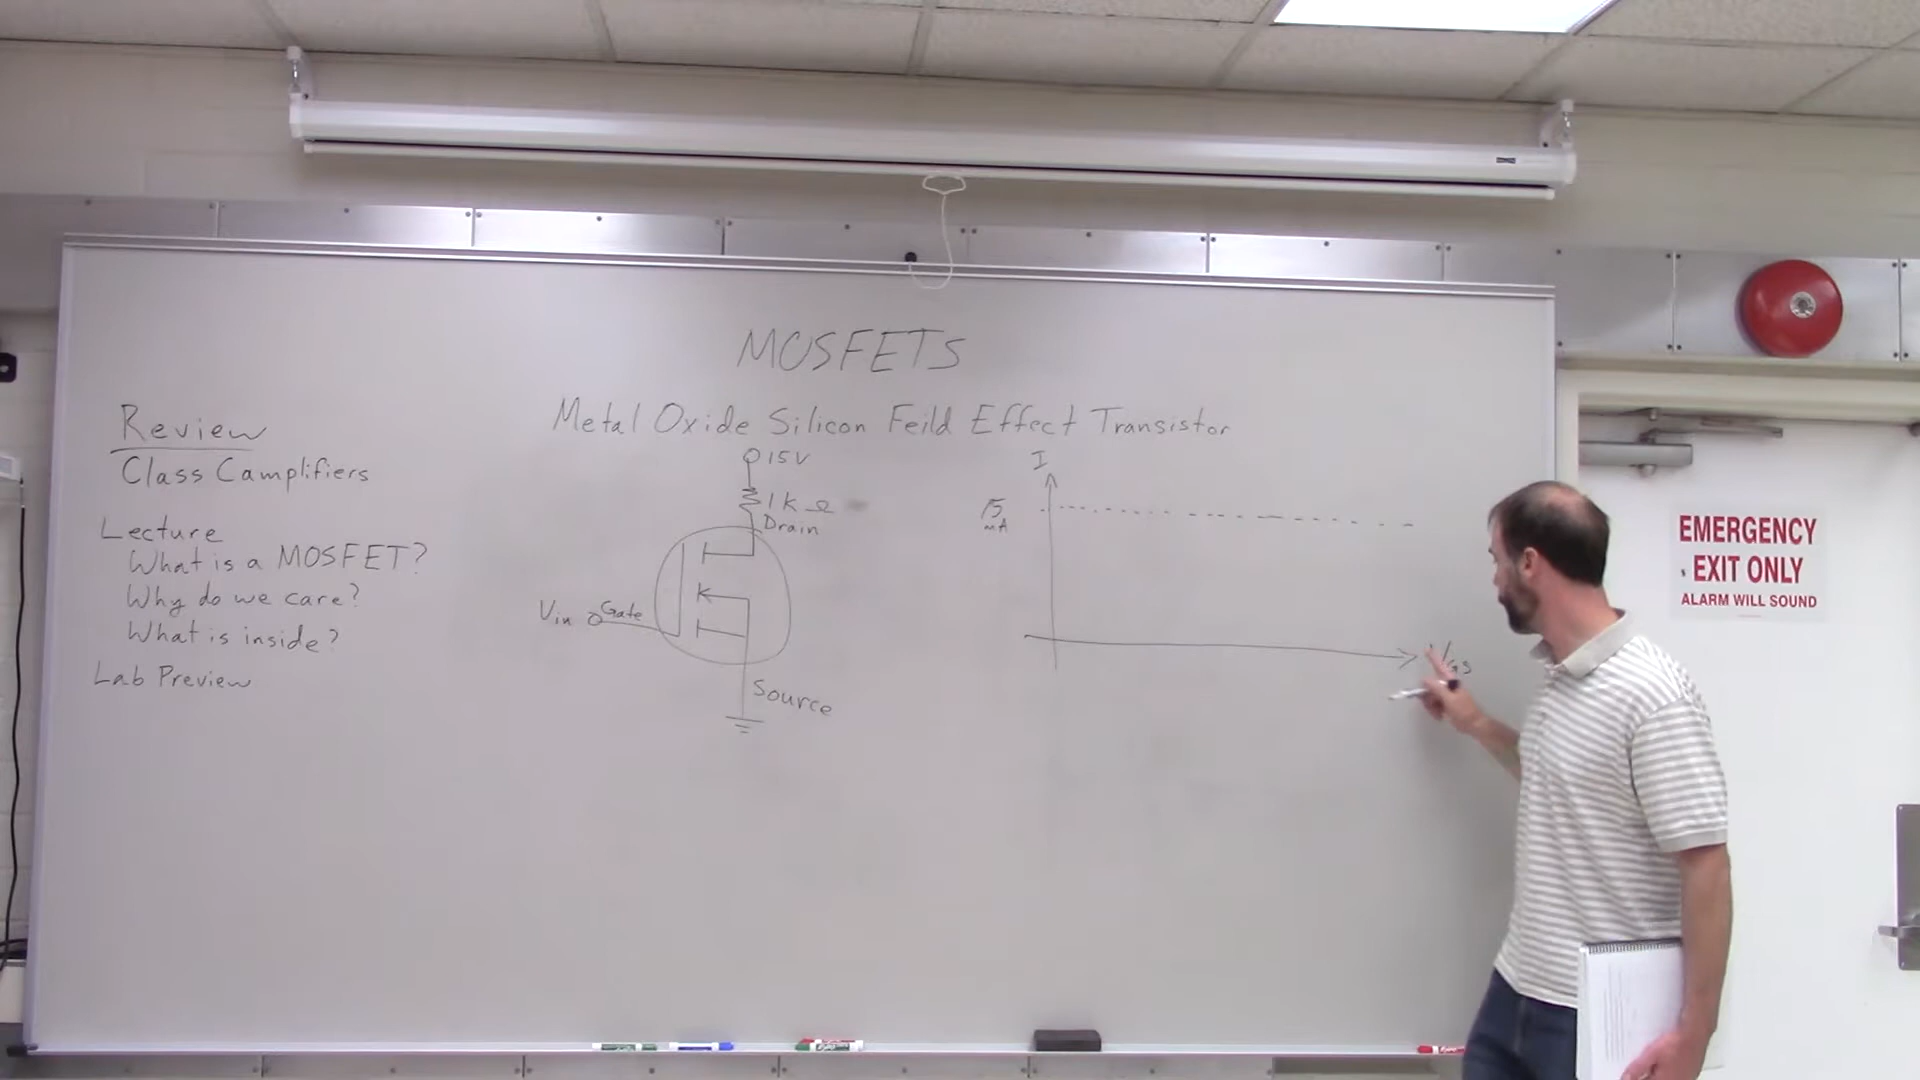 MOSFETS
Metal Oxide Silicon Feild Effect Transistor
Review
Class C amplifiers
Lecture
What is a MOSFET?
Why do we care?
What is inside?
Lab Preview
15V
1K Ω
Drain
Vin
Gate
Source
I
15
mA
VGS
EMERGENCY
EXIT ONLY
ALARM WILL SOUND